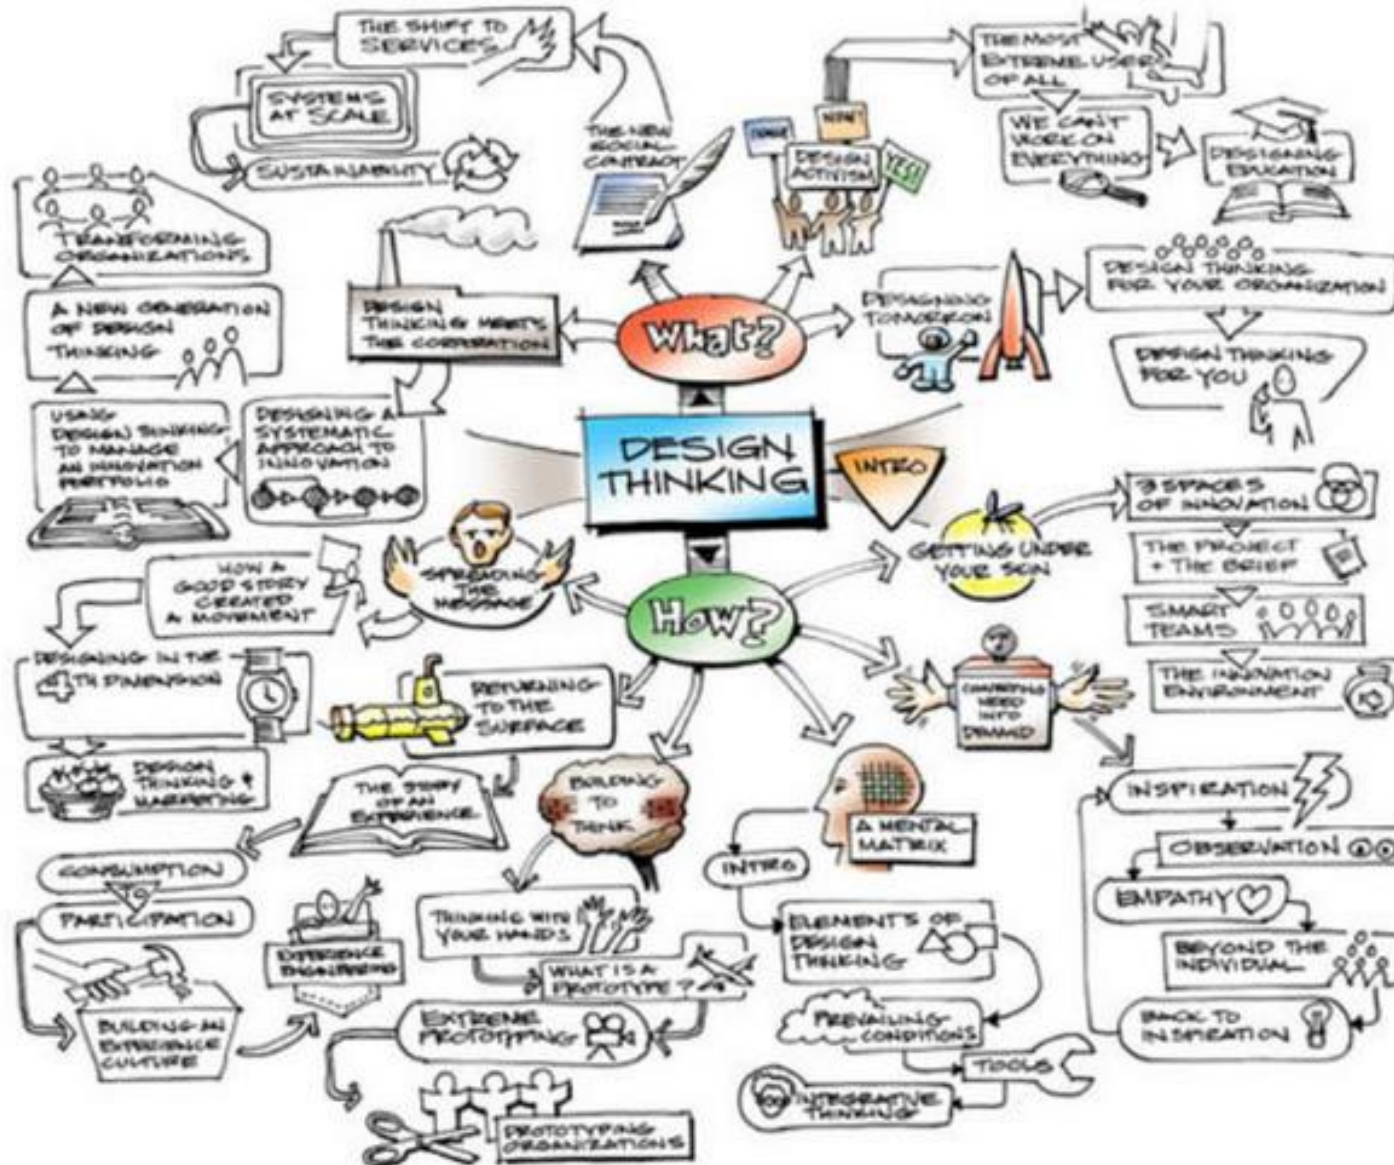 DESIGN
THINKING
INTRO
What?
THE NEW
SOCIAL
CONTRACT
THE SHIFT TO
SERVICES
SYSTEMS
AT SCALE
SUSTAINABILITY
DESIGN
ACTIVISM
NOW!
YES!
THE MOST
EXTREME USERS
OF ALL
WE CAN'T
WORK ON
EVERYTHING
DESIGNING
EDUCATION
DESIGNING
TOMORROW
DESIGN THINKING
FOR YOUR ORGANIZATION
DESIGN THINKING
FOR YOU
DESIGN
THINKING MEETS
THE CORPORATION
DESIGNING A
SYSTEMATIC
APPROACH TO
INNOVATION
USING
DESIGN THINKING
TO MANAGE
AN INNOVATION
PORTFOLIO
A NEW GENERATION
OF DESIGN
THINKING
TRANSFORMING
ORGANIZATIONS
How?
GETTING UNDER
YOUR SKIN
3 SPACES
OF INNOVATION
THE PROJECT
+ THE BRIEF
SMART
TEAMS
THE INNOVATION
ENVIRONMENT
CONVERTING
NEED
INTO
DEMAND
INSPIRATION
OBSERVATION
EMPATHY
BEYOND THE
INDIVIDUAL
BACK TO
INSPIRATION
A MENTAL
MATRIX
INTRO
ELEMENTS OF
DESIGN
THINKING
PREVAILING
CONDITIONS
TOOLS
INTEGRATIVE
THINKING
BUILDING
TO
THINK
THINKING WITH
YOUR HANDS
WHAT IS A
PROTOTYPE?
EXTREME
PROTOTYPING
PROTOTYPING
ORGANIZATIONS
RETURNING
TO THE
SURFACE
THE STORY
OF AN
EXPERIENCE
CONSUMPTION
TO
PARTICIPATION
BUILDING AN
EXPERIENCE
CULTURE
EXPERIENCE
ENGINEERING
SPREADING
THE
MESSAGE
HOW A
GOOD STORY
CREATED
A MOVEMENT
DESIGNING IN THE
4TH DIMENSION
DESIGN
THINKING +
MARKETING